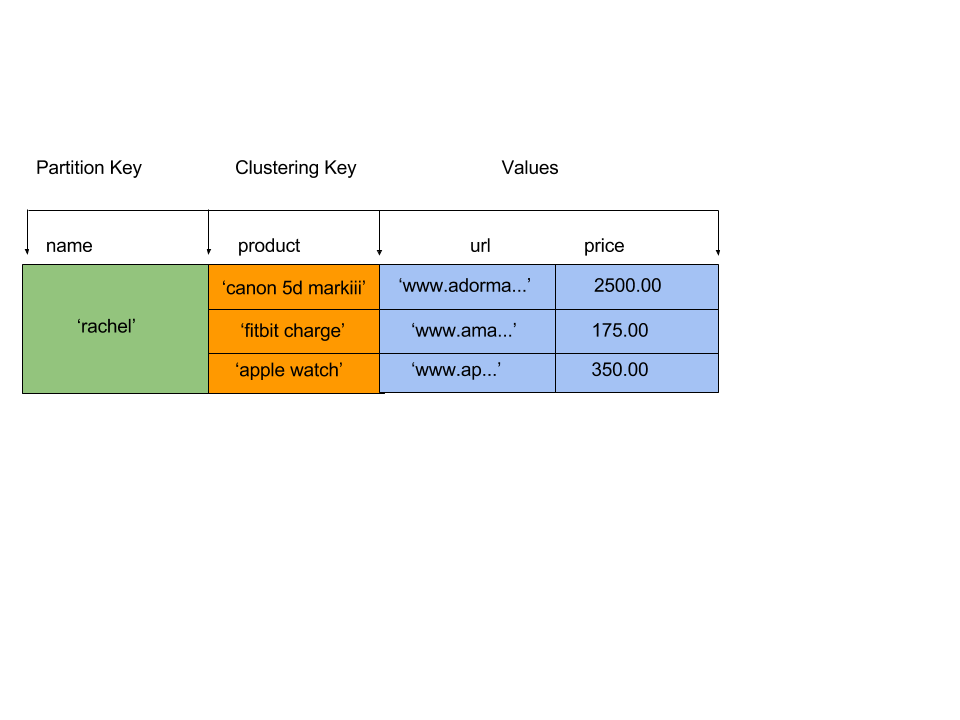 Partition Key Clustering Key Values
name product url price
‘rachel’
‘canon 5d markiii’ ‘www.adorma...’ 2500.00
‘fitbit charge’ ‘www.ama...’ 175.00
‘apple watch’ ‘www.ap...’ 350.00